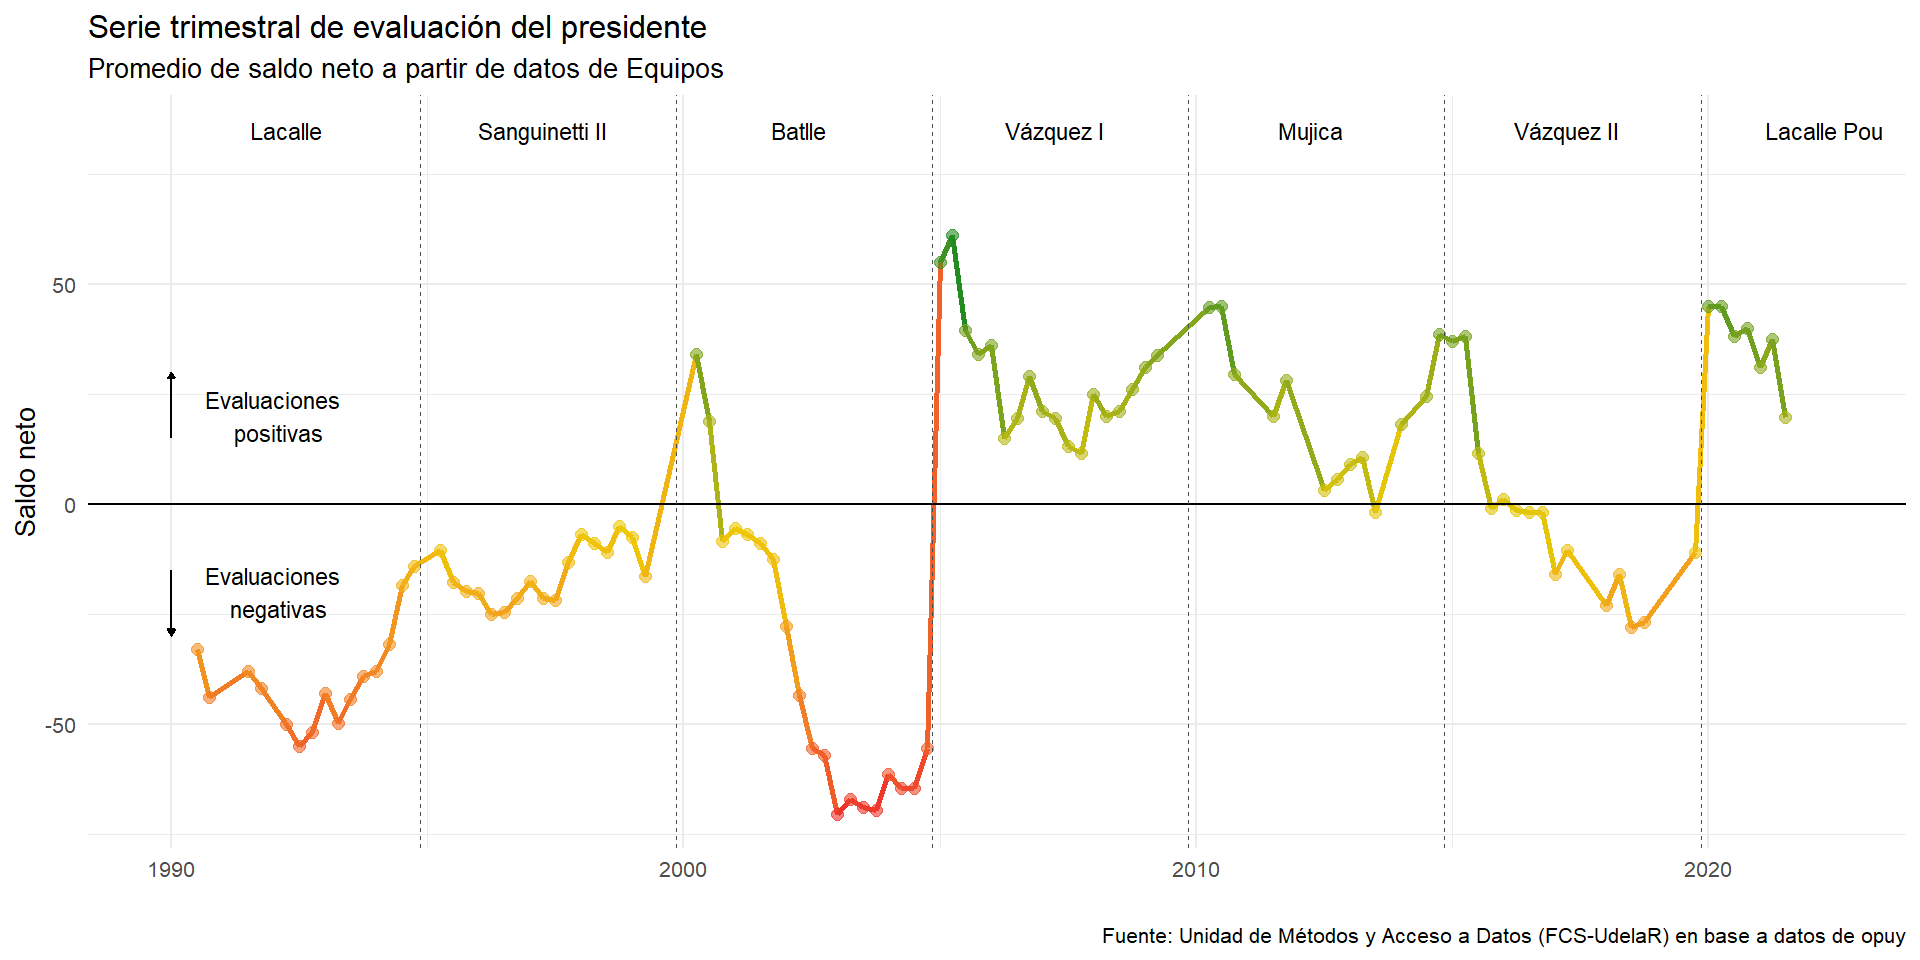 Serie trimestral de evaluación del presidente
Promedio de saldo neto a partir de datos de Equipos
Lacalle
Sanguinetti II
Batlle
Vázquez I
Mujica
Vázquez II
Lacalle Pou
Saldo neto
50
0
-50
Evaluaciones
positivas
Evaluaciones
negativas
1990
2000
2010
2020
Fuente: Unidad de Métodos y Acceso a Datos (FCS-UdelaR) en base a datos de opuy